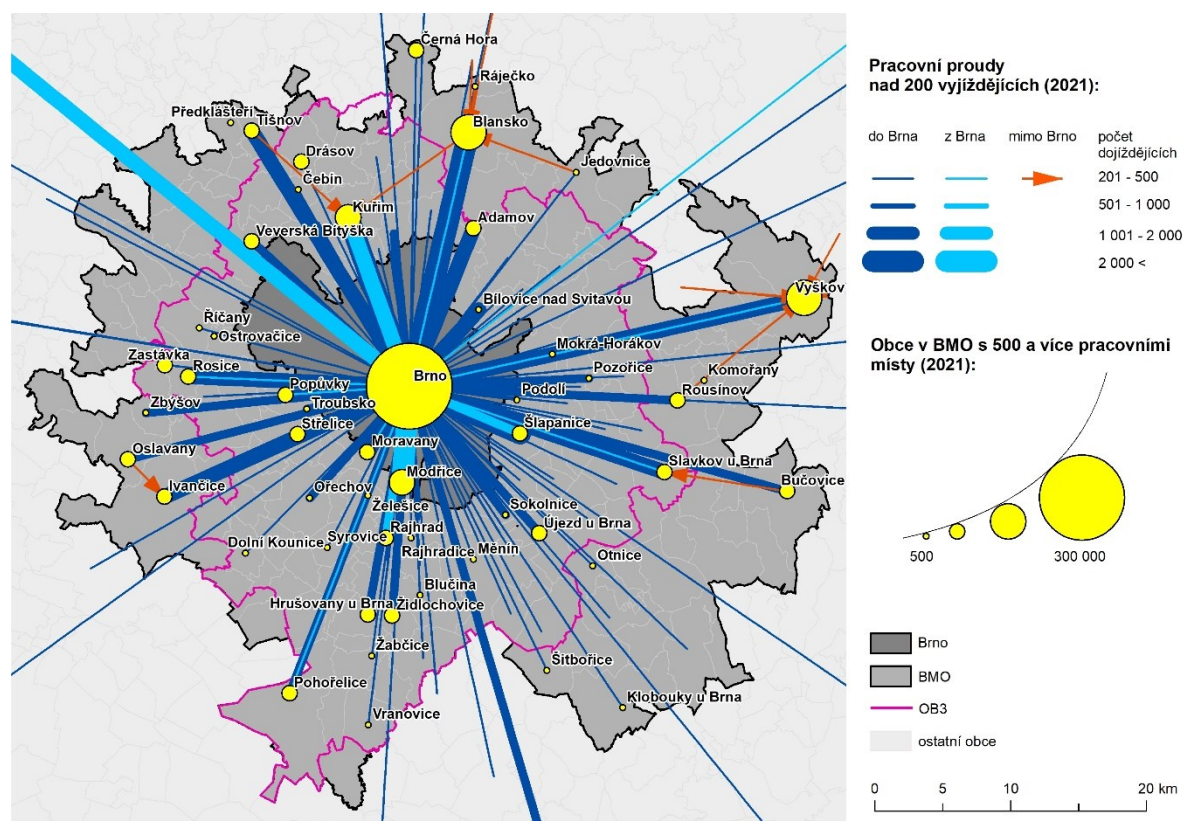 Černá Hora
Ráječko
Předklášteří
Tišnov
Blansko
Drásov
Jedovnice
Čebín
Kuřim
Adamov
Veverská Bítýška
Vyškov
Bílovice nad Svitavou
Říčany
Ostrovačice
Mokrá-Horákov
Zastávka
Rosice
Brno
Pozořice
Komořany
Popůvky
Podolí
Rousínov
Zbýšov
Troubsko
Střelice
Šlapanice
Moravany
Oslavany
Slavkov u Brna
Modřice
Bučovice
Ivančice
Ořechov
Sokolnice
Želešice
Újezd u Brna
Rajhrad
Syrovice
Dolní Kounice
Rajhradice
Měnín
Otnice
Blučina
Hrušovany u Brna
Židlochovice
Žabčice
Šitbořice
Pohořelice
Klobouky u Brna
Vranovice
Pracovní proudy
nad 200 vyjíždějících (2021):
do Brna
z Brna
mimo Brno
počet
dojíždějících
201 - 500
501 - 1 000
1 001 - 2 000
2 000 <
Obce v BMO s 500 a více pracovními
místy (2021):
500
300 000
Brno
BMO
OB3
ostatní obce
0 5 10 20 km